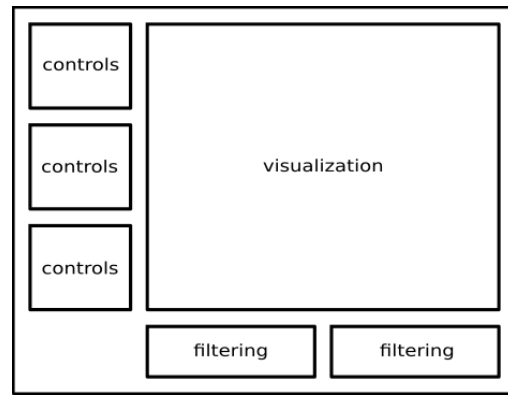 controls
controls
controls
visualization
filtering
filtering